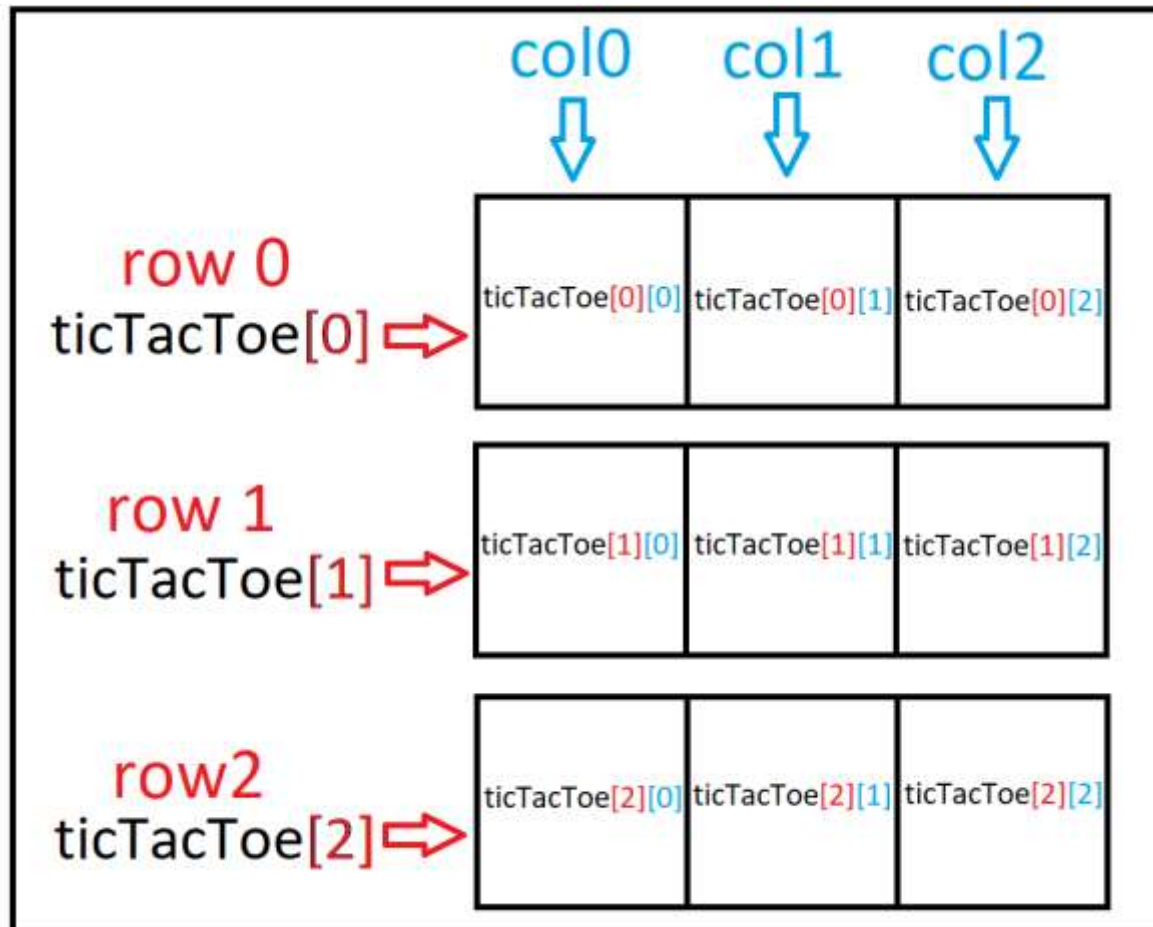 col0 col1 col2
row 0
ticTacToe[0]
ticTacToe[0][0] ticTacToe[0][1] ticTacToe[0][2]
row 1
ticTacToe[1]
ticTacToe[1][0] ticTacToe[1][1] ticTacToe[1][2]
row2
ticTacToe[2]
ticTacToe[2][0] ticTacToe[2][1] ticTacToe[2][2]